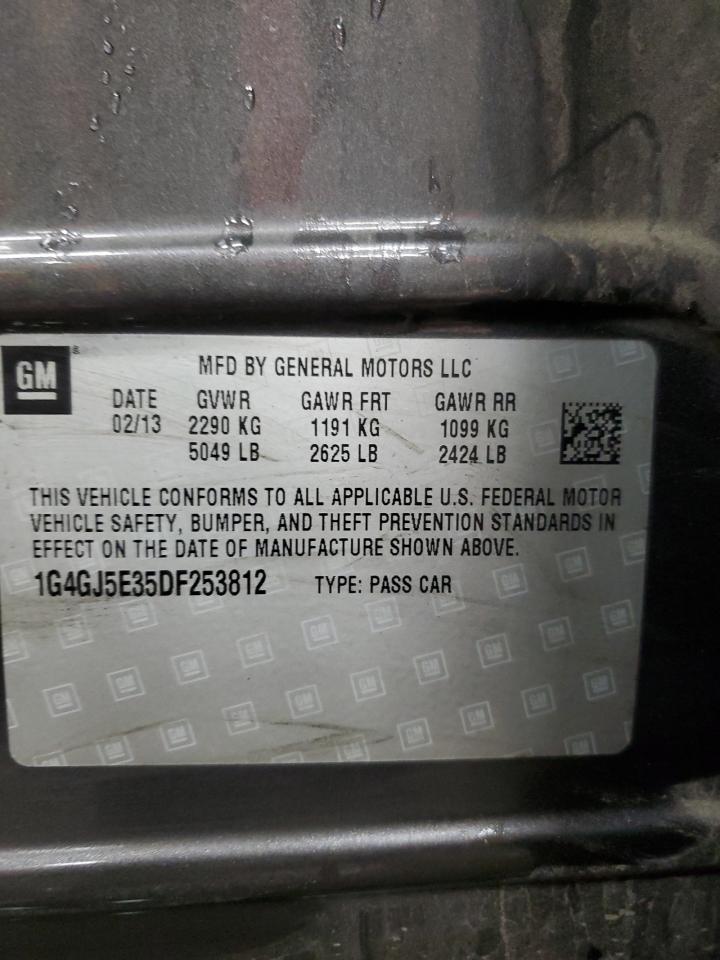 GM
MFD BY GENERAL MOTORS LLC
DATE GVWR GAWR FRT GAWR RR
02/13 2290 KG 1191 KG 1099 KG
5049 LB 2625 LB 2424 LB
THIS VEHICLE CONFORMS TO ALL APPLICABLE U.S. FEDERAL MOTOR
VEHICLE SAFETY, BUMPER, AND THEFT PREVENTION STANDARDS IN
EFFECT ON THE DATE OF MANUFACTURE SHOWN ABOVE.
1G4GJ5E35DF253812 TYPE: PASS CAR